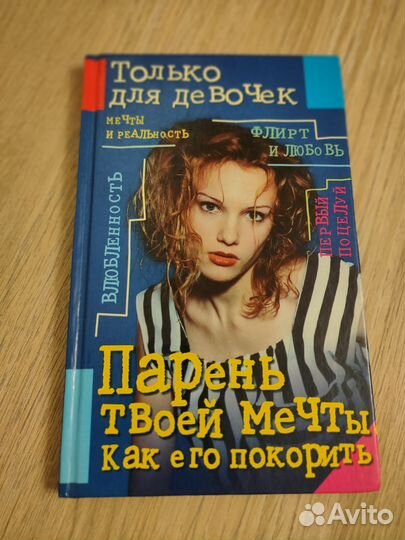 Только
для девочек
мечты
и реальность
флирт
и любовь
влюбленность
первый
поцелуй
Парень
твоей мечты.
Как его покорить
Avito